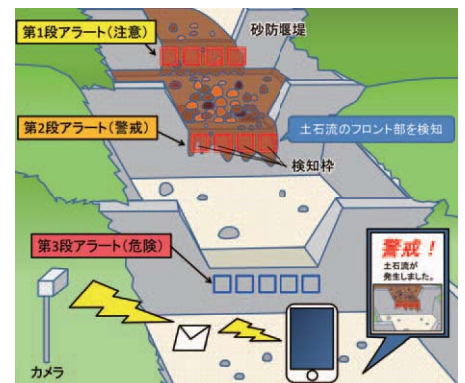 第1段アラート(注意)
砂防堰堤
第2段アラート(警戒)
土石流のフロント部を検知
検知枠
第3段アラート(危険)
警戒!
土石流が
発生しました。
カメラ